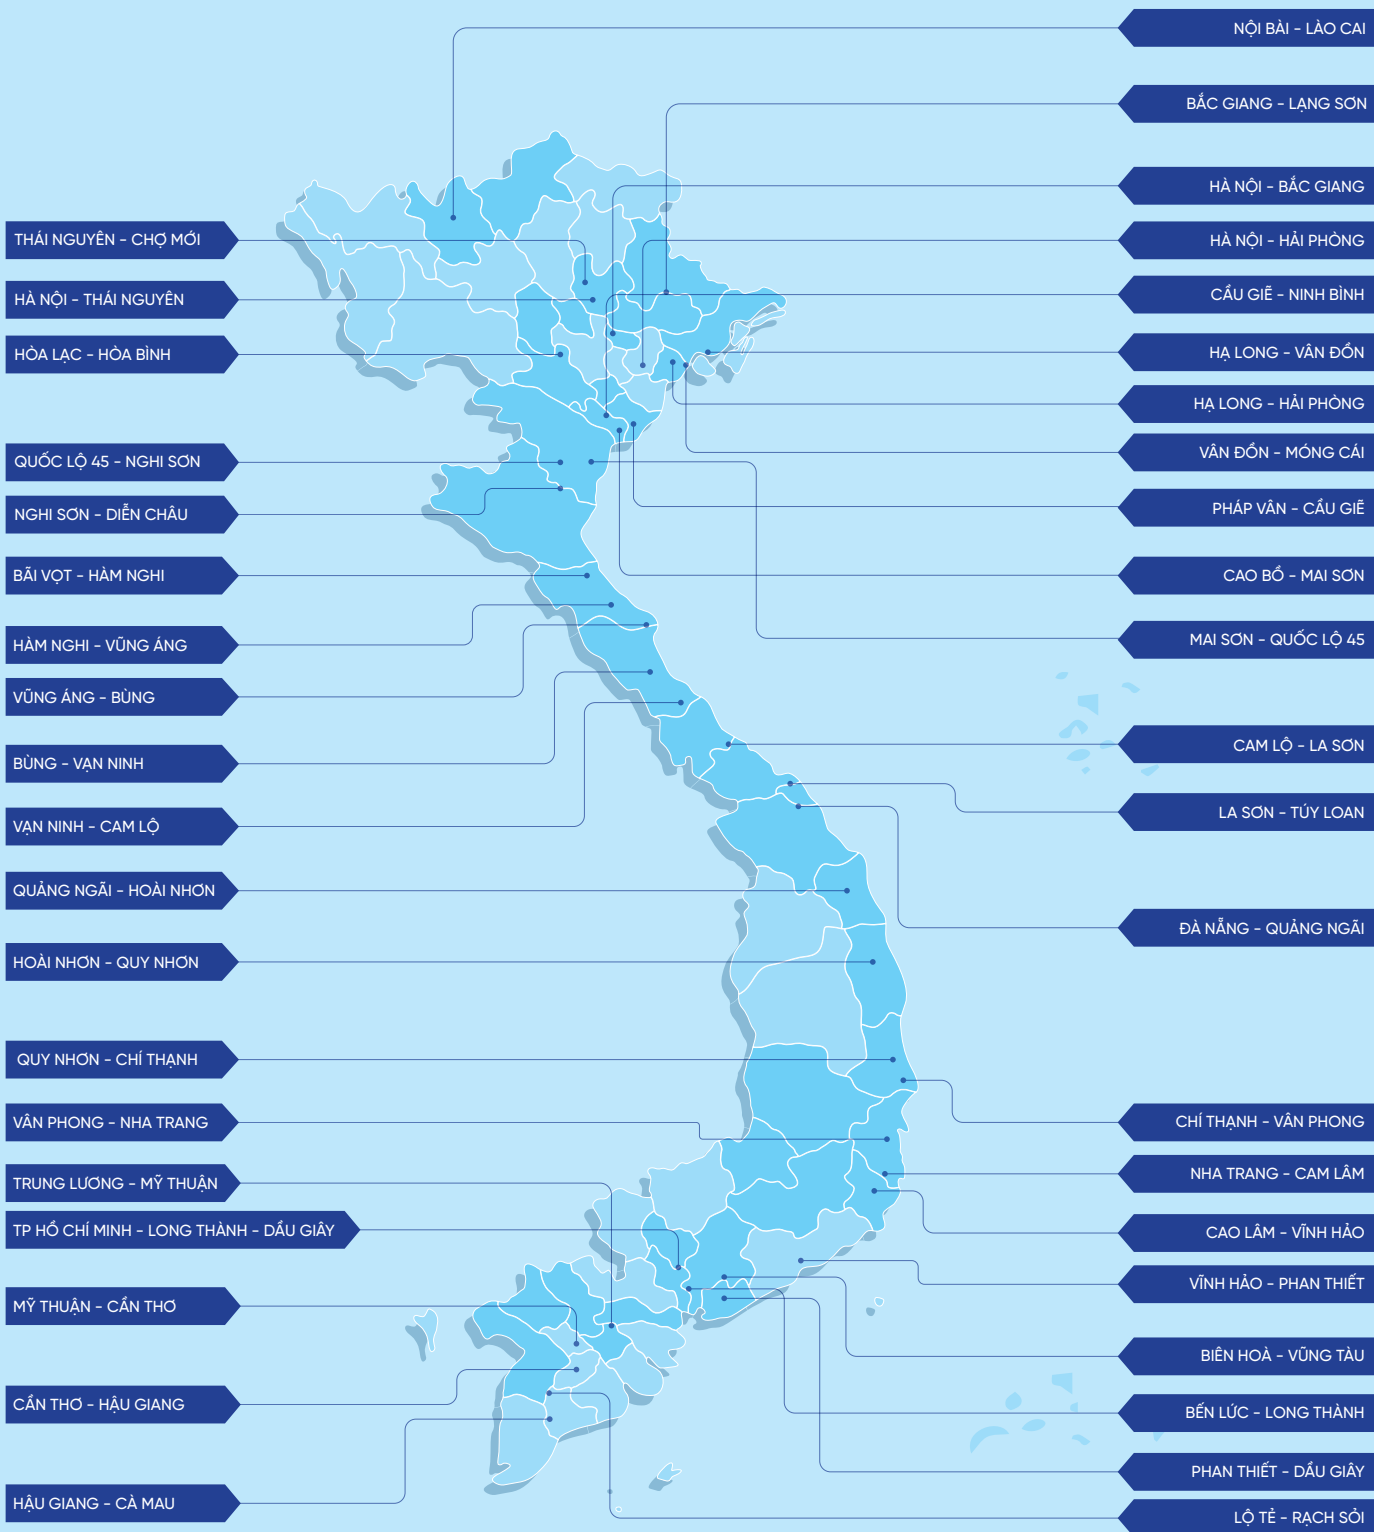 NỘI BÀI - LÀO CAI
BẮC GIANG - LẠNG SƠN
HÀ NỘI - BẮC GIANG
HÀ NỘI - HẢI PHÒNG
CẦU GIẼ - NINH BÌNH
HẠ LONG - VÂN ĐỒN
HẠ LONG - HẢI PHÒNG
VÂN ĐỒN - MÓNG CÁI
PHÁP VÂN - CẦU GIẼ
CAO BỒ - MAI SƠN
MAI SƠN - QUỐC LỘ 45
CAM LỘ - LA SƠN
LA SƠN - TÚY LOAN
ĐÀ NẴNG - QUẢNG NGÃI
CHÍ THẠNH - VÂN PHONG
NHA TRANG - CAM LÂM
CAO LÂM - VĨNH HẢO
VĨNH HẢO - PHAN THIẾT
BIÊN HOÀ - VŨNG TÀU
BẾN LỨC - LONG THÀNH
PHAN THIẾT - DẦU GIÂY
LỘ TẺ - RẠCH SỎI
THÁI NGUYÊN - CHỢ MỚI
HÀ NỘI - THÁI NGUYÊN
HÒA LẠC - HÒA BÌNH
QUỐC LỘ 45 - NGHI SƠN
NGHI SƠN - DIỄN CHÂU
BÃI VỌT - HÀM NGHI
HÀM NGHI - VŨNG ÁNG
VŨNG ÁNG - BÙNG
BÙNG - VẠN NINH
VẠN NINH - CAM LỘ
QUẢNG NGÃI - HOÀI NHƠN
HOÀI NHƠN - QUY NHƠN
QUY NHƠN - CHÍ THẠNH
VÂN PHONG - NHA TRANG
TRUNG LƯƠNG - MỸ THUẬN
TP HỒ CHÍ MINH - LONG THÀNH - DẦU GIÂY
MỸ THUẬN - CẦN THƠ
CẦN THƠ - HẬU GIANG
HẬU GIANG - CÀ MAU